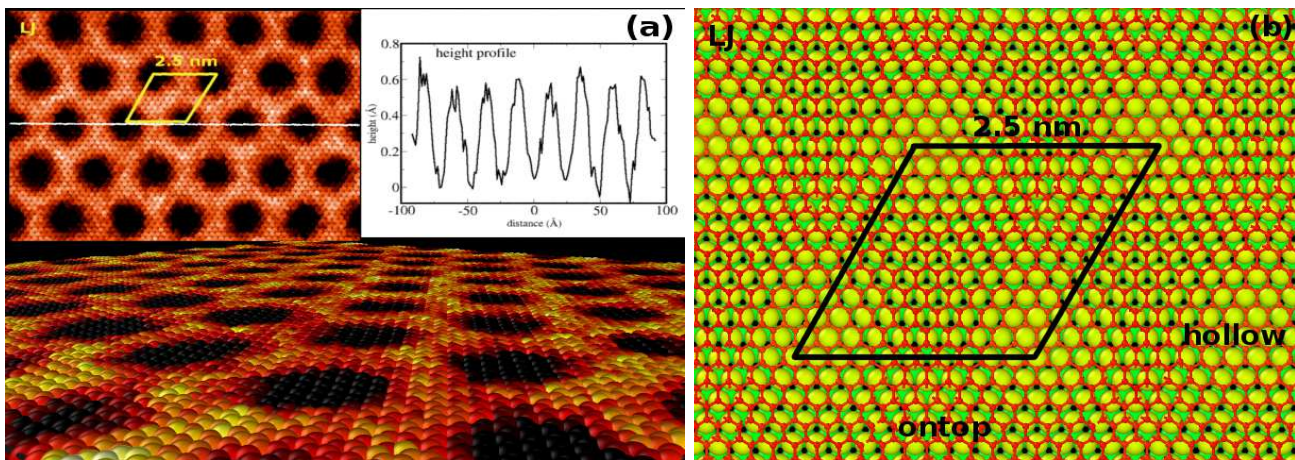 LJ
2.5 nm
(a)
height profile
height (Å)
0.8
0.6
0.4
0.2
0
-100
-50
0
50
100
distance (Å)
LJ
(b)
2.5 nm
hollow
ontop